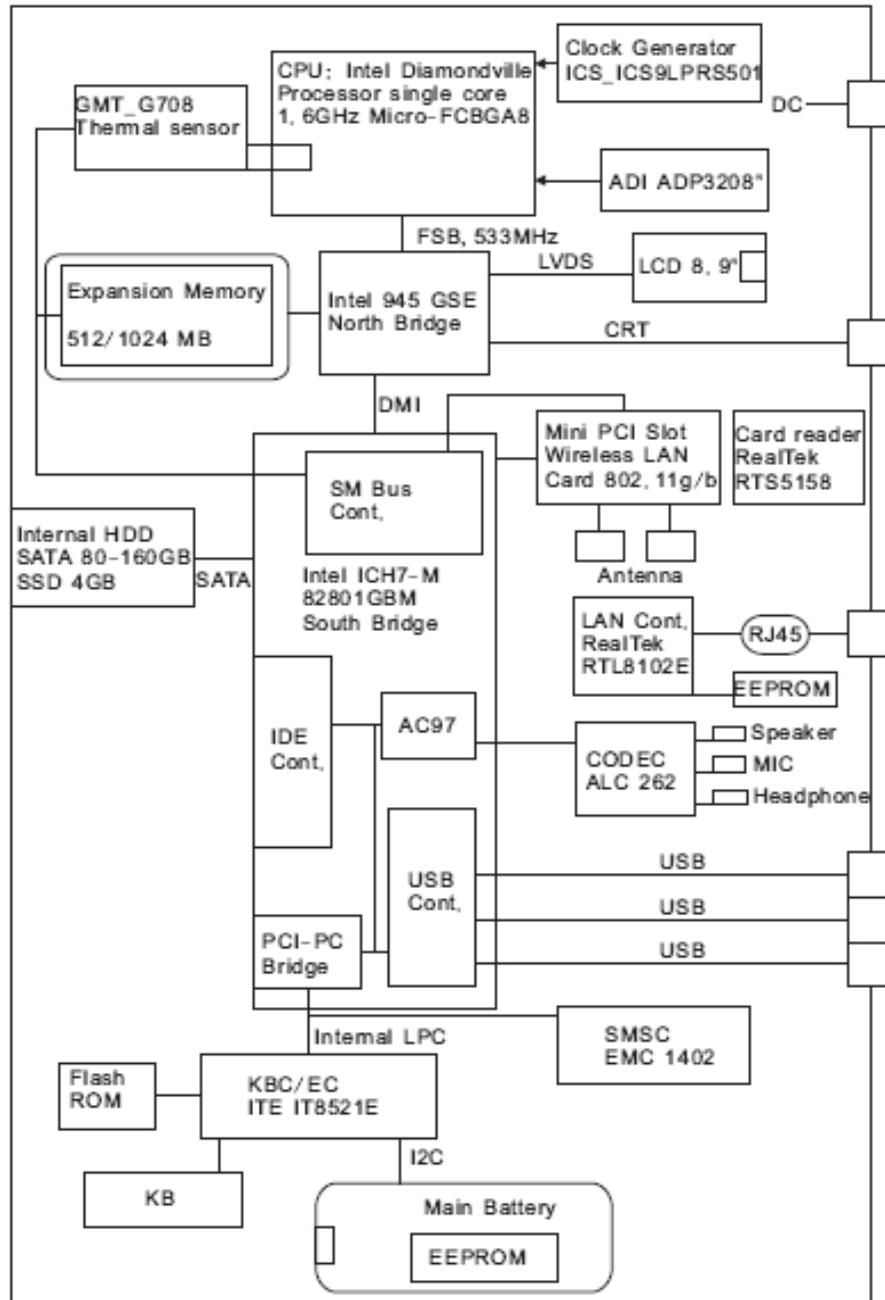 Clock Generator
ICS_ICS9LPRS501
CPU: Intel Diamondville
Processor single core
1, 6GHz Micro-FCBGA8
GMT_G708
Thermal sensor
DC
ADI ADP3208"
FSB, 533MHz
LVDS
LCD 8, 9"
Expansion Memory
512/1024 MB
Intel 945 GSE
North Bridge
CRT
DMI
Mini PCI Slot
Wireless LAN
Card 802, 11g/b
Card reader
RealTek
RTS5158
SM Bus
Cont,
Internal HDD
SATA 80-160GB
SSD 4GB
SATA
Antenna
Intel ICH7-M
82801GBM
South Bridge
LAN Cont,
RealTek
RTL8102E
RJ45
EEPROM
IDE
Cont,
AC97
CODEC
ALC 262
Speaker
MIC
Headphone
USB
Cont,
USB
USB
USB
PCI-PC
Bridge
Internal LPC
SMSC
EMC 1402
Flash
ROM
KBC/EC
ITE IT8521E
I2C
KB
Main Battery
EEPROM